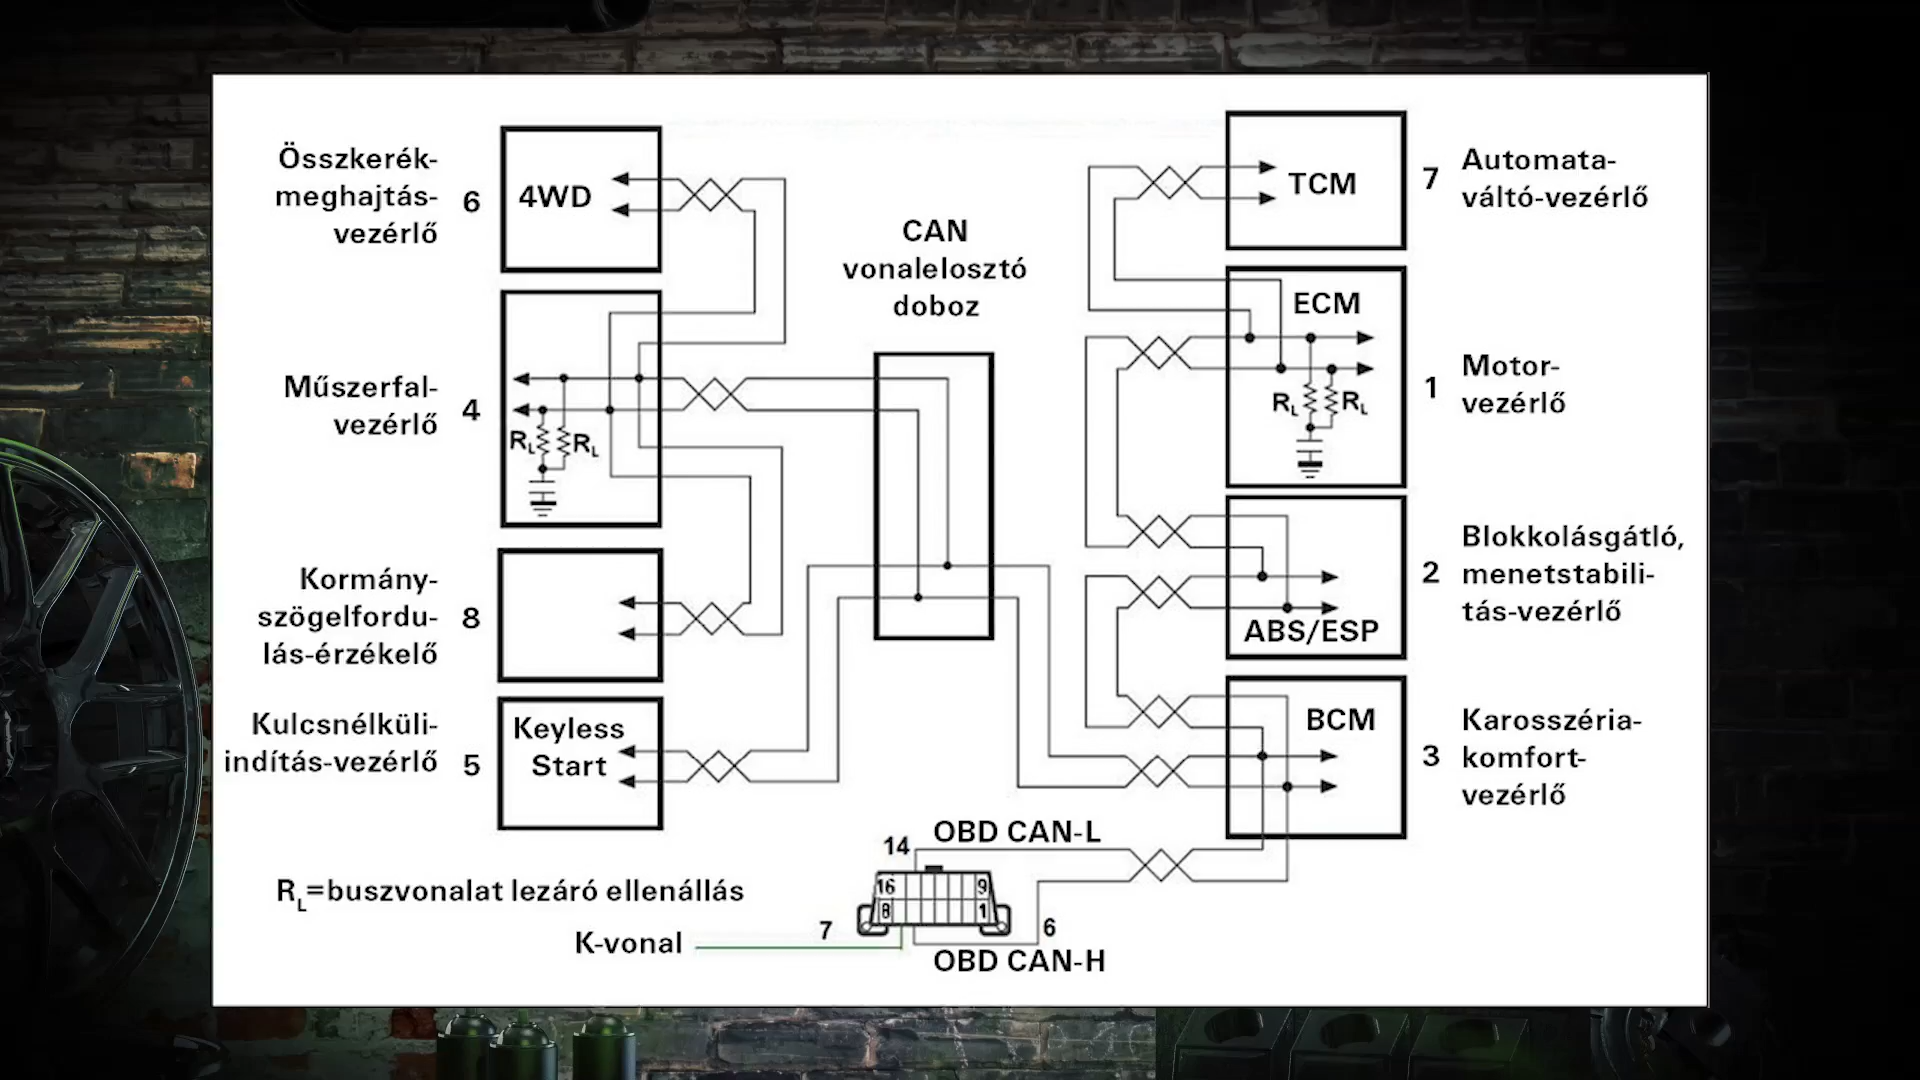 Összkerék-
meghajtás-
vezérlő
6
4WD
Műszerfal-
vezérlő
4
RL
RL
Kormány-
szögelfordu-
lás-érzékelő
8
Kulcsnélküli-
indítás-vezérlő
5
Keyless
Start
CAN
vonalelosztó
doboz
TCM
7
Automata-
váltó-vezérlő
ECM
RL
RL
1
Motor-
vezérlő
ABS/ESP
2
Blokkolásgátló,
menetstabili-
tás-vezérlő
BCM
3
Karosszéria-
komfort-
vezérlő
OBD CAN-L
14
16
9
8
1
7
6
OBD CAN-H
RL=buszvonalat lezáró ellenállás
K-vonal